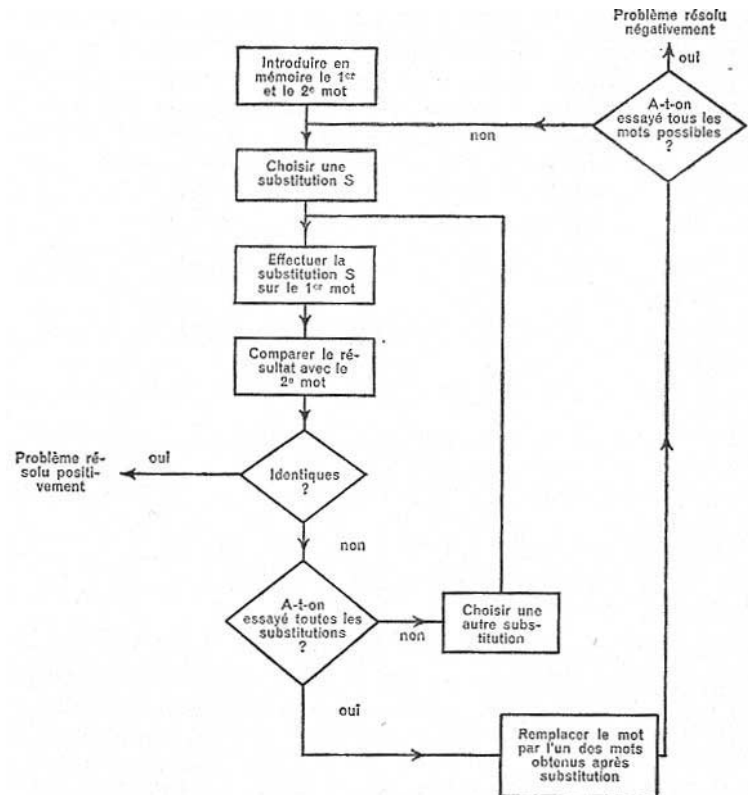 Problème résolu
négativement
oui
Introduire en
mémoire le 1er
et le 2e mot
A-t-on
essayé tous les
mots possibles
?
non
Choisir une
substitution S
Effectuer la
substitution S
sur le 1er mot
Comparer le ré-
sultat avec le
2e mot
Problème ré-
solu positi-
vement
oui
Identiques
?
non
A-t-on
essayé toutes les
substitutions
?
non
Choisir une
autre subs-
titution
oui
Remplacer le mot
par l'un des mots
obtenus après
substitution